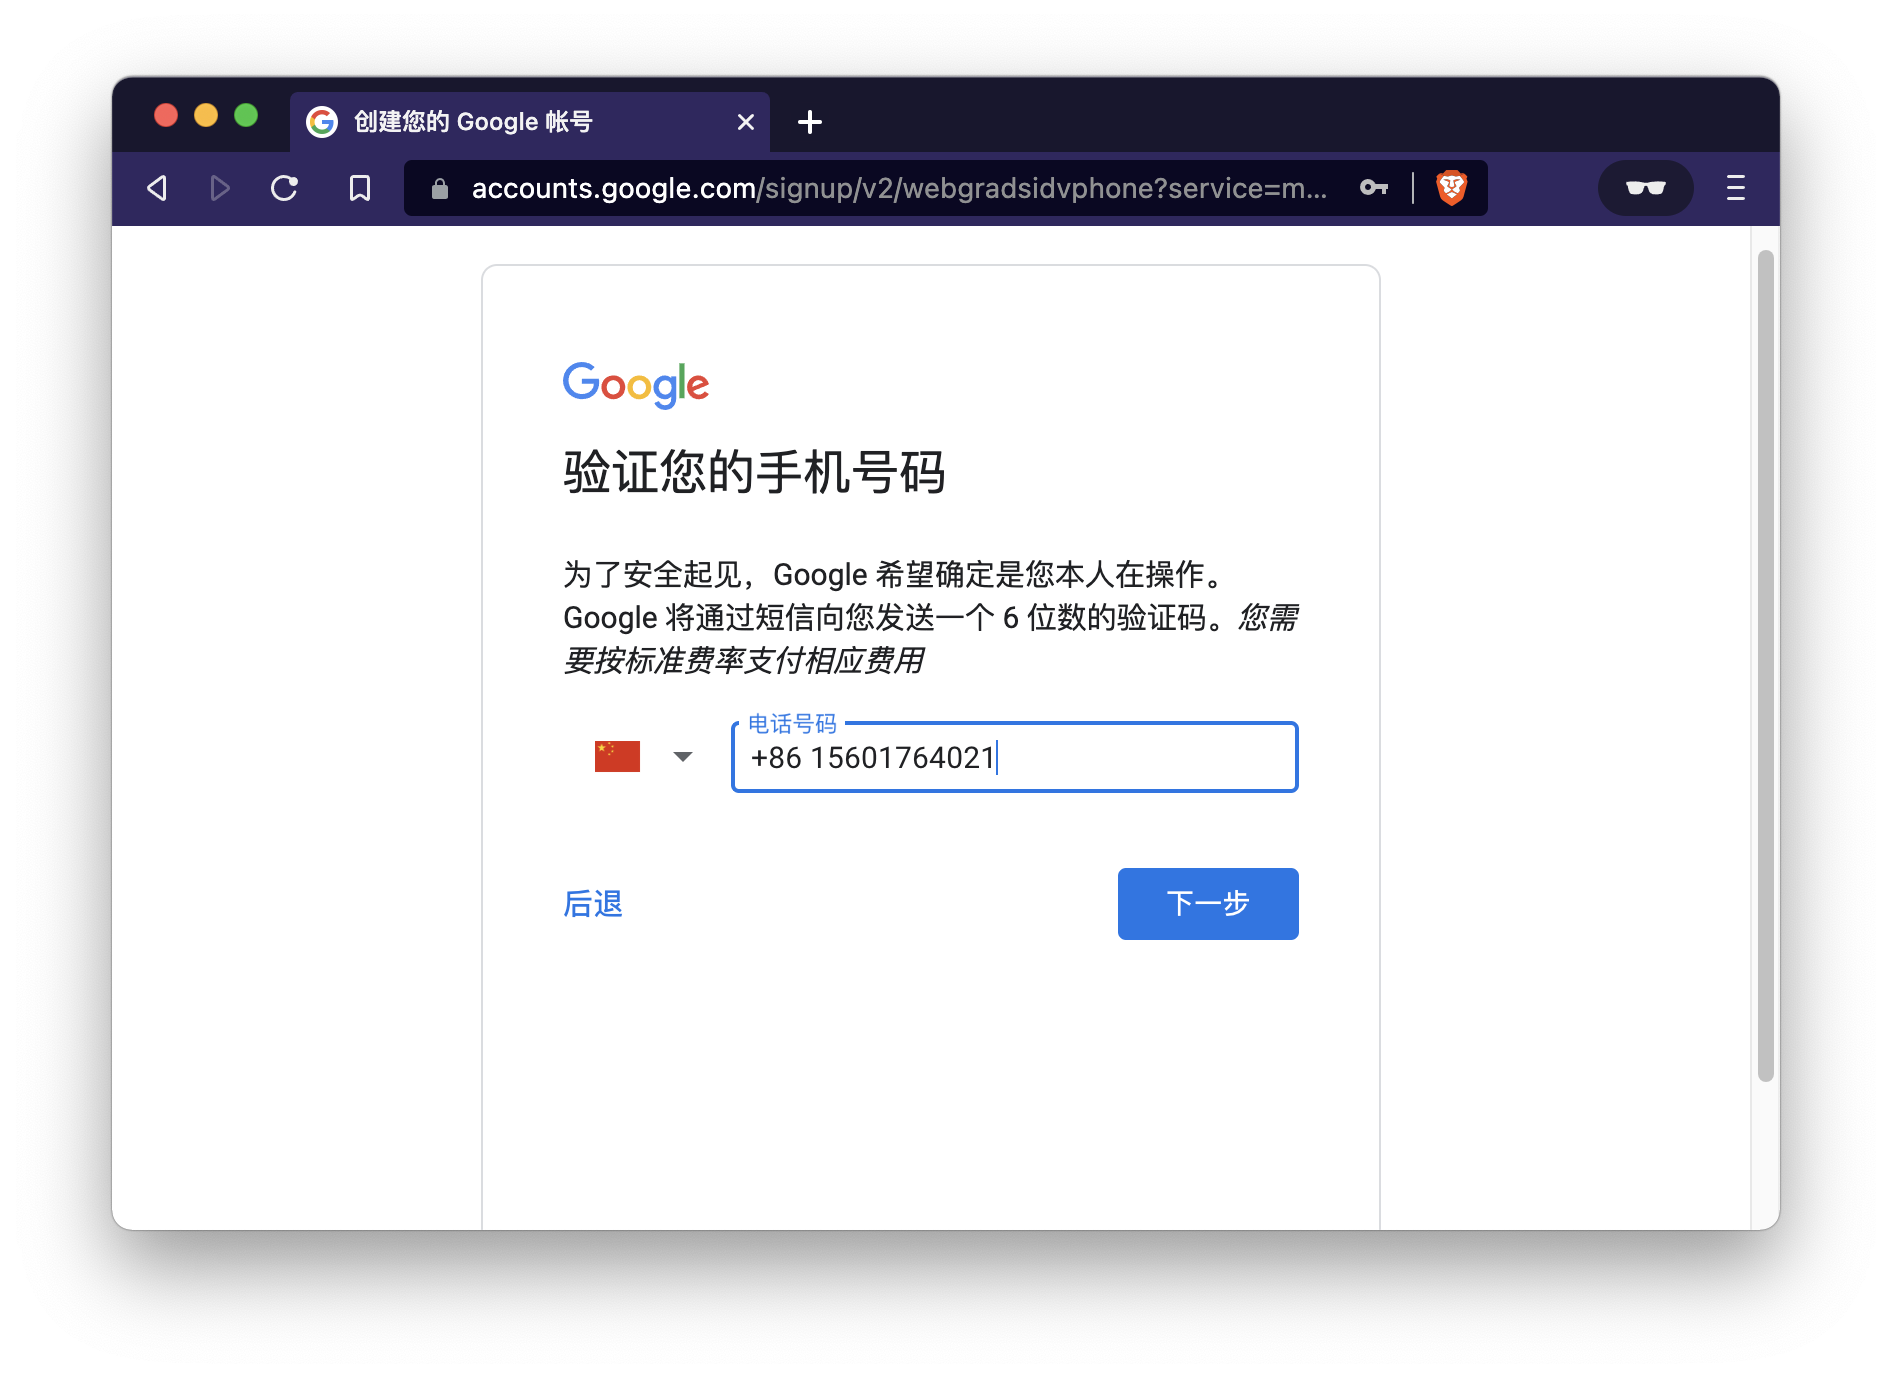 创建您的 Google 帐号
accounts.google.com/signup/v2/webgradsidvphone?service=m...
Google
验证您的手机号码
为了安全起见，Google 希望确定是您本人在操作。
Google 将通过短信向您发送一个 6 位数的验证码。您需
要按标准费率支付相应费用
电话号码
+86 15601764021
后退
下一步